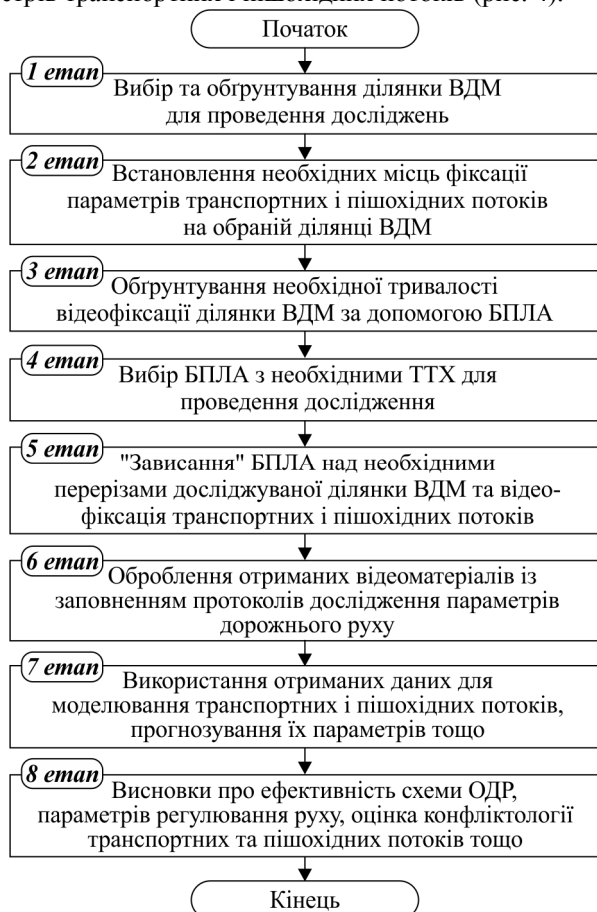 стрів транспортних і пішохідних потоків (рис. 4).
Початок
1 етап
Вибір та обґрунтування ділянки ВДМ
для проведення досліджень
2 етап
Встановлення необхідних місць фіксації
параметрів транспортних і пішохідних потоків
на обраній ділянці ВДМ
3 етап
Обґрунтування необхідної тривалості
відеофіксації ділянки ВДМ за допомогою БПЛА
4 етап
Вибір БПЛА з необхідними ТТХ для
проведення дослідження
5 етап
"Зависання" БПЛА над необхідними
перерізами досліджуваної ділянки ВДМ та відео-
фіксація транспортних і пішохідних потоків
6 етап
Оброблення отриманих відеоматеріалів із
заповненням протоколів дослідження параметрів
дорожнього руху
7 етап
Використання отриманих даних для
моделювання транспортних і пішохідних потоків,
прогнозування їх параметрів тощо
8 етап
Висновки про ефективність схеми ОДР,
параметрів регулювання руху, оцінка конфліктології
транспортних та пішохідних потоків тощо
Кінець